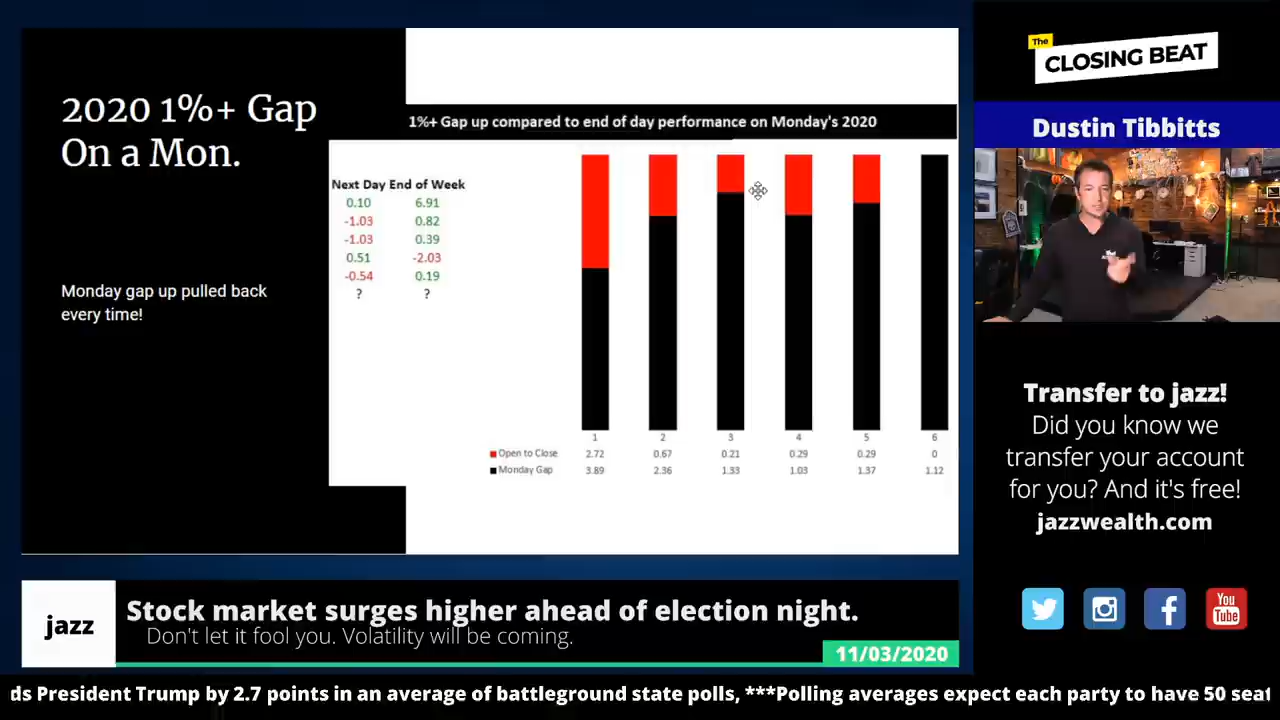 2020 1%+ Gap
On a Mon.
Monday gap up pulled back
every time!
1%+ Gap up compared to end of day performance on Monday's 2020
Next Day End of Week
0.10 6.91
-1.03 0.82
-1.03 0.39
0.51 -2.03
-0.54 0.19
? ?
1 2 3 4 5 6
Open to Close 2.72 0.67 0.21 0.29 0.29 0
Monday Gap 3.89 2.36 1.33 1.03 1.37 1.12
The
CLOSING BEAT
Dustin Tibbitts
Transfer to jazz!
Did you know we
transfer your account
for you? And it's free!
jazzwealth.com
You
Tube
jazz
Stock market surges higher ahead of election night.
Don't let it fool you. Volatility will be coming.
11/03/2020
ds President Trump by 2.7 points in an average of battleground state polls, ***Polling averages expect each party to have 50 seat